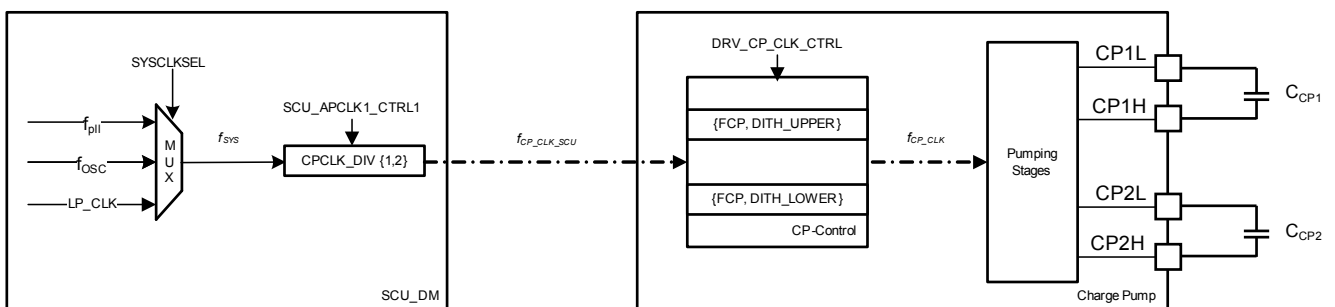 SYSCLKSEL
f_pll
f_OSC
LP_CLK
MUX
f_SYS
SCU_APCLK1_CTRL1
CPCLK_DIV {1,2}
SCU_DM
f_CP_CLK_SCU
DRV_CP_CLK_CTRL
{FCP, DITH_UPPER}
{FCP, DITH_LOWER}
CP-Control
f_CP_CLK
Pumping
Stages
CP1L
CP1H
CP2L
CP2H
Charge Pump
C_CP1
C_CP2